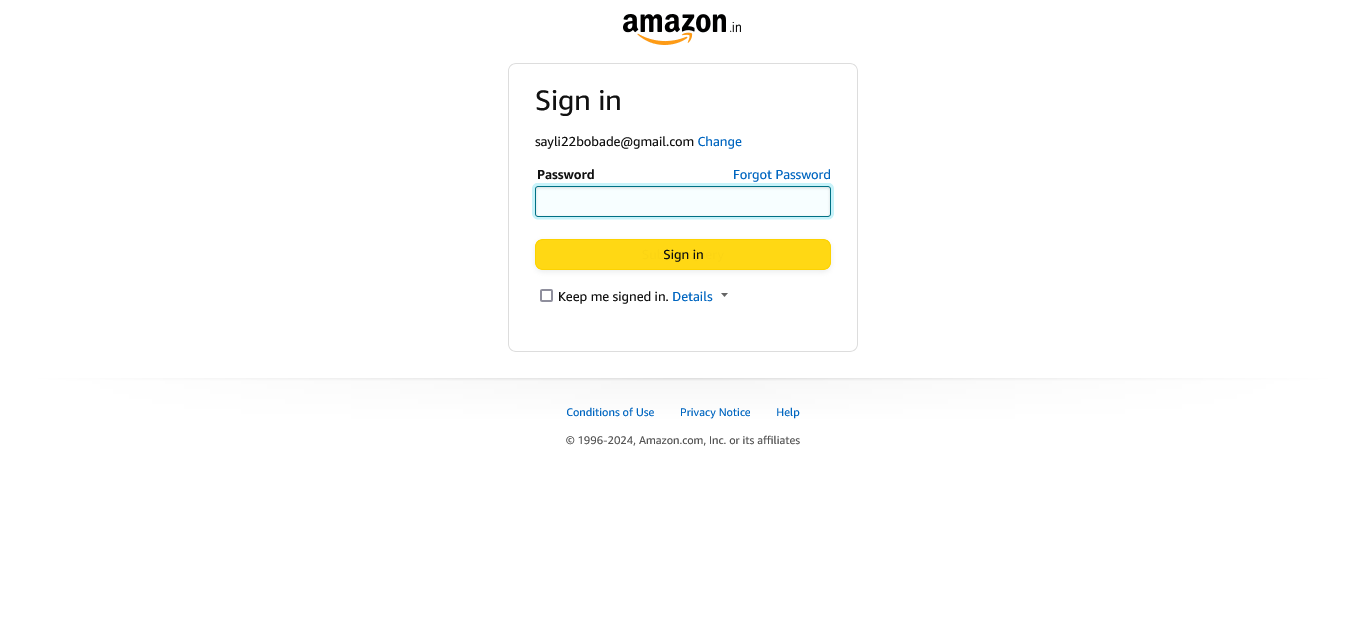 amazon.in
Sign in
sayli22bobade@gmail.com Change
Password Forgot Password
Sign in
Keep me signed in. Details
Conditions of Use Privacy Notice Help
© 1996-2024, Amazon.com, Inc. or its affiliates